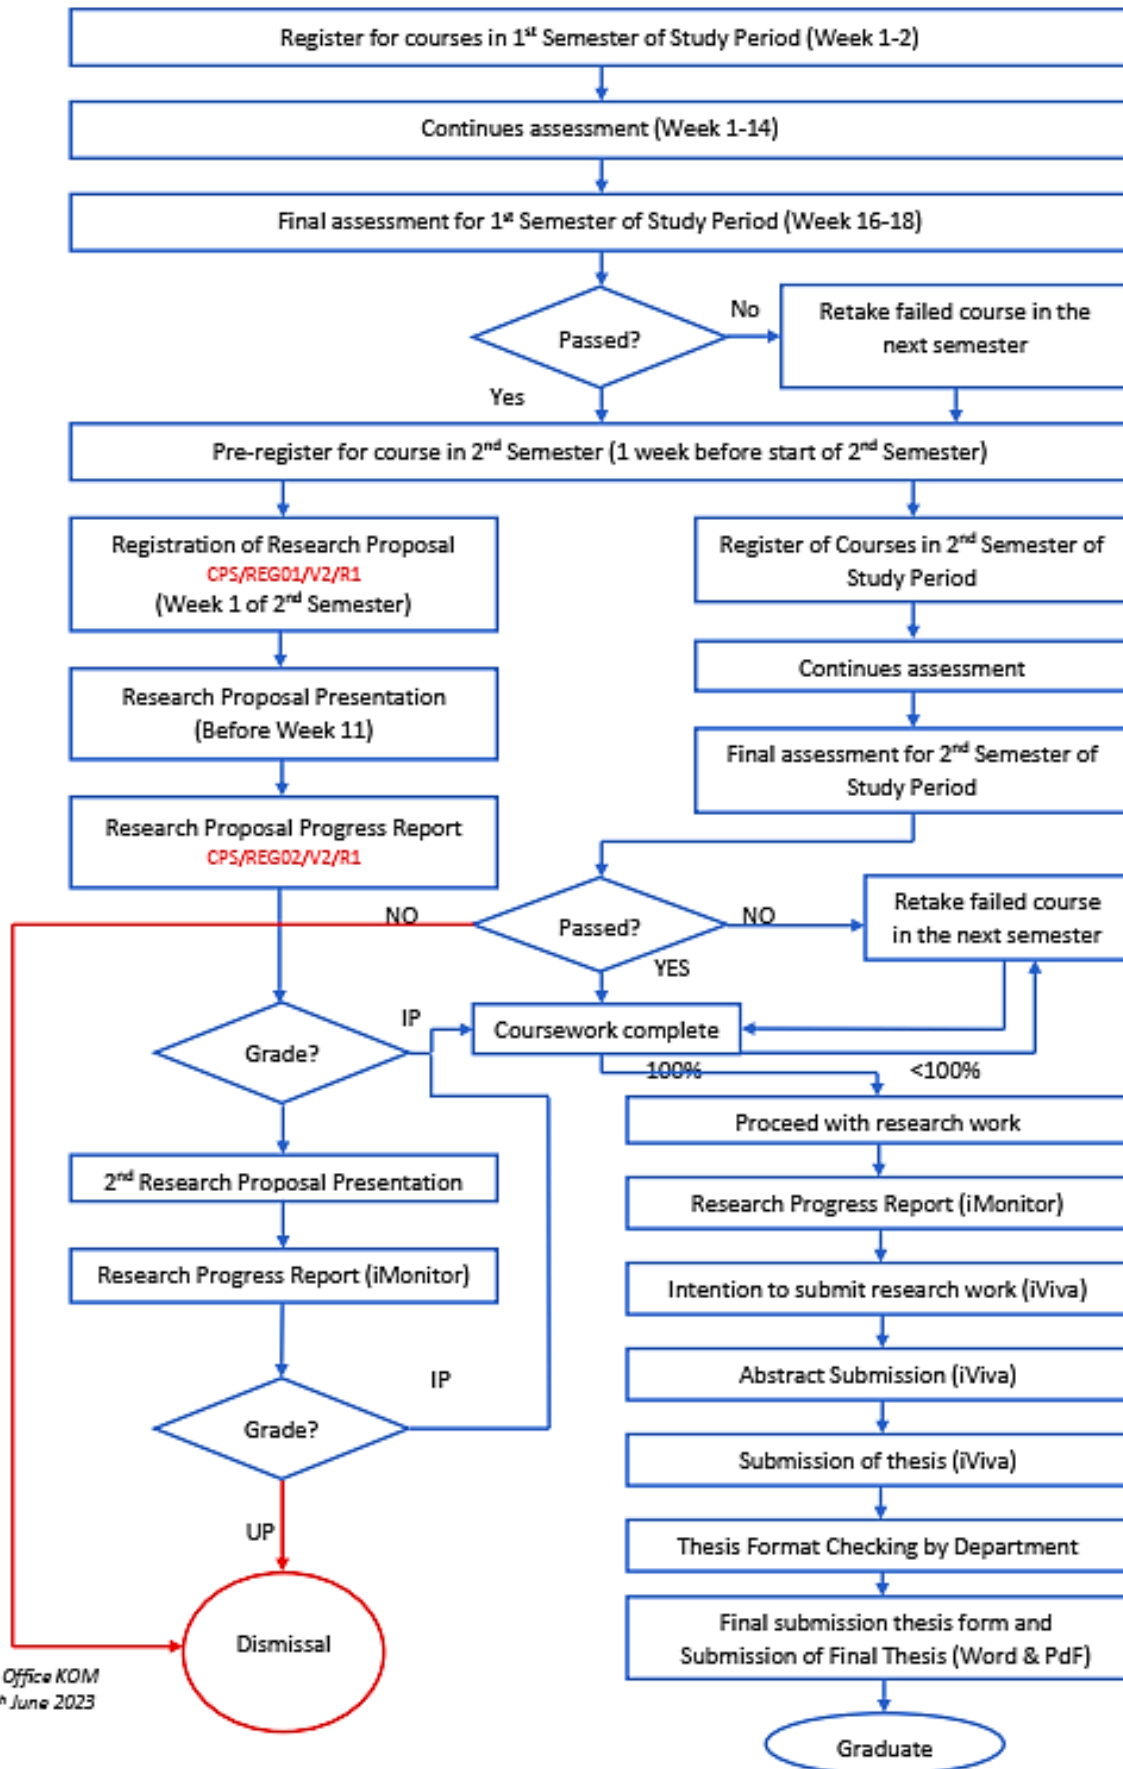 Register for courses in 1st Semester of Study Period (Week 1-2)
Continues assessment (Week 1-14)
Final assessment for 1st Semester of Study Period (Week 16-18)
Passed?
No
Retake failed course in the
next semester
Yes
Pre-register for course in 2nd Semester (1 week before start of 2nd Semester)
Registration of Research Proposal
CPS/REG01/V2/R1
(Week 1 of 2nd Semester)
Research Proposal Presentation
(Before Week 11)
Research Proposal Progress Report
CPS/REG02/V2/R1
Register of Courses in 2nd Semester of
Study Period
Continues assessment
Final assessment for 2nd Semester of
Study Period
NO
Passed?
NO
Retake failed course
in the next semester
YES
Grade?
IP
Coursework complete
100%
<100%
2nd Research Proposal Presentation
Research Progress Report (iMonitor)
Grade?
IP
UP
Dismissal
Proceed with research work
Research Progress Report (iMonitor)
Intention to submit research work (iViva)
Abstract Submission (iViva)
Submission of thesis (iViva)
Thesis Format Checking by Department
Final submission thesis form and
Submission of Final Thesis (Word & PdF)
Graduate
Office KOM
h June 2023